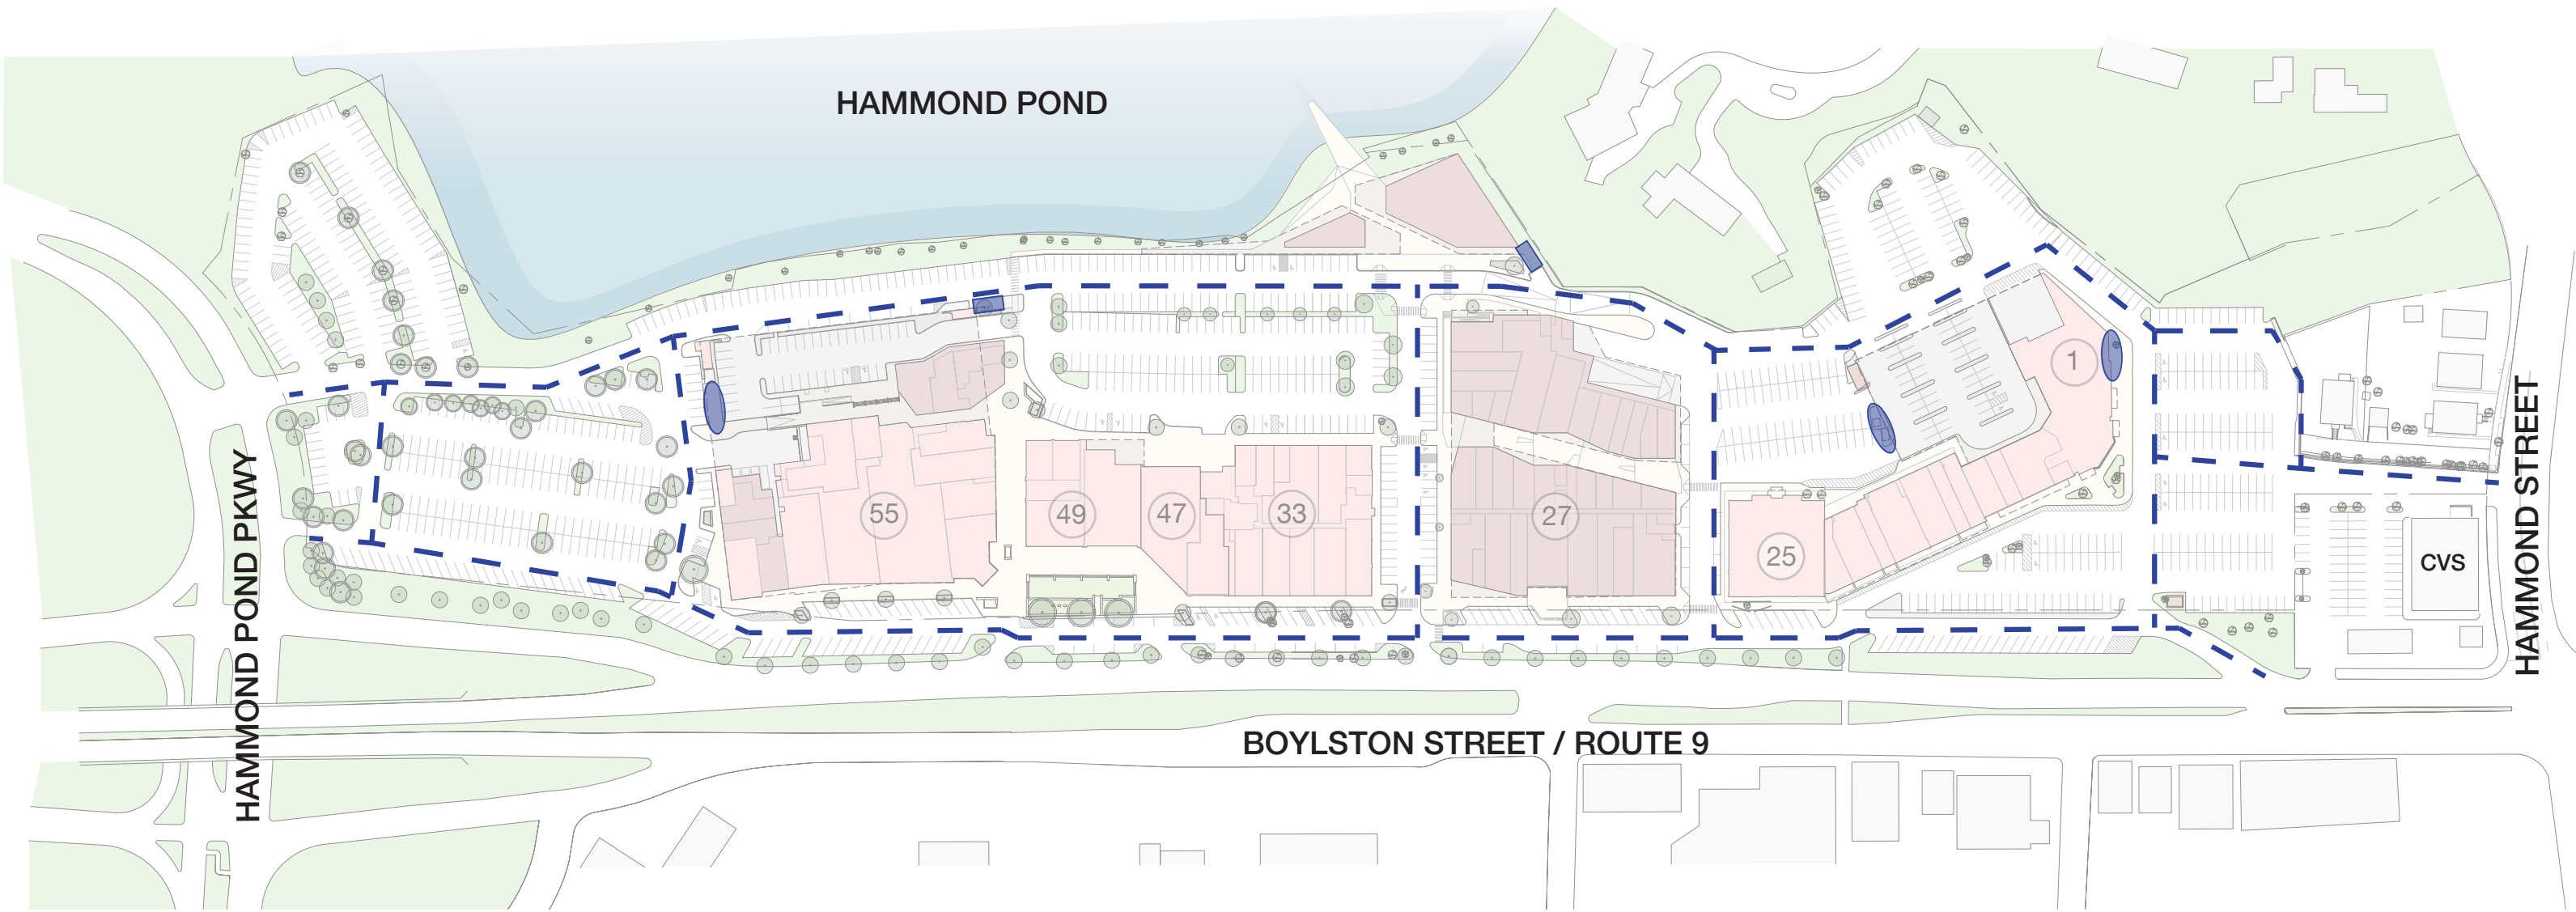 HAMMOND POND
1
55
49
47
33
27
25
CVS
HAMMOND POND PKWY
HAMMOND STREET
BOYLSTON STREET / ROUTE 9